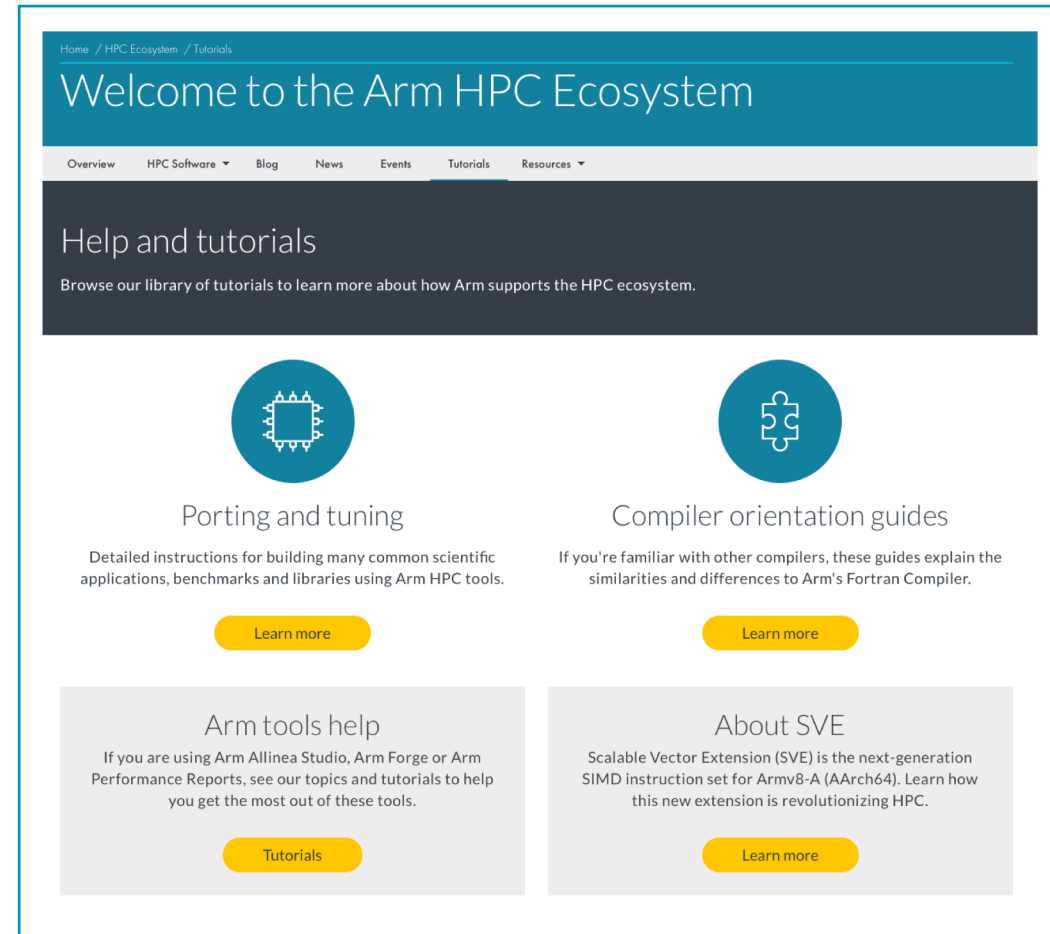 Home / HPC Ecosystem / Tutorials
Welcome to the Arm HPC Ecosystem
Overview HPC Software Blog News Events Tutorials Resources
Help and tutorials
Browse our library of tutorials to learn more about how Arm supports the HPC ecosystem.
Porting and tuning
Detailed instructions for building many common scientific
applications, benchmarks and libraries using Arm HPC tools.
Learn more
Compiler orientation guides
If you're familiar with other compilers, these guides explain the
similarities and differences to Arm's Fortran Compiler.
Learn more
Arm tools help
If you are using Arm Allinea Studio, Arm Forge or Arm
Performance Reports, see our topics and tutorials to help
you get the most out of these tools.
Tutorials
About SVE
Scalable Vector Extension (SVE) is the next-generation
SIMD instruction set for Armv8-A (AArch64). Learn how
this new extension is revolutionizing HPC.
Learn more